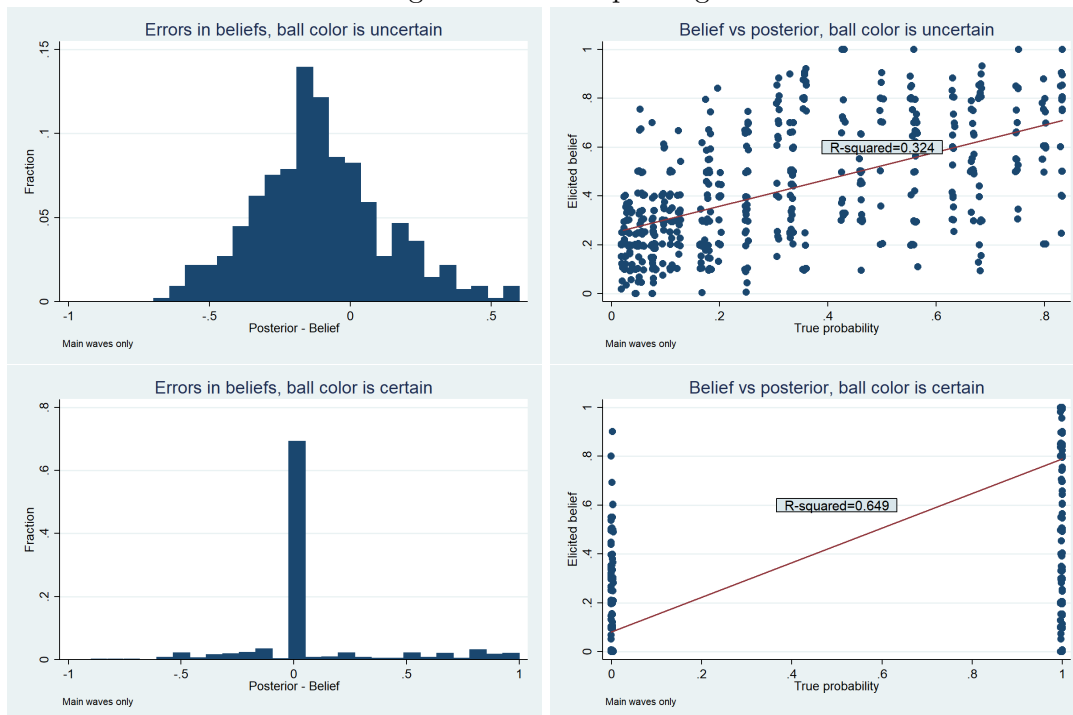 Errors in beliefs, ball color is uncertain
.15
.1
.05
0
Fraction
-1 -.5 0 .5
Posterior - Belief
Main waves only
Belief vs posterior, ball color is uncertain
1
.8
.6
.4
.2
0
Elicited belief
R-squared=0.324
0 .2 .4 .6 .8
True probability
Main waves only
Errors in beliefs, ball color is certain
.8
.6
.4
.2
0
Fraction
-1 -.5 0 .5 1
Posterior - Belief
Main waves only
Belief vs posterior, ball color is certain
1
.8
.6
.4
.2
0
Elicited belief
R-squared=0.649
0 .2 .4 .6 .8 1
True probability
Main waves only